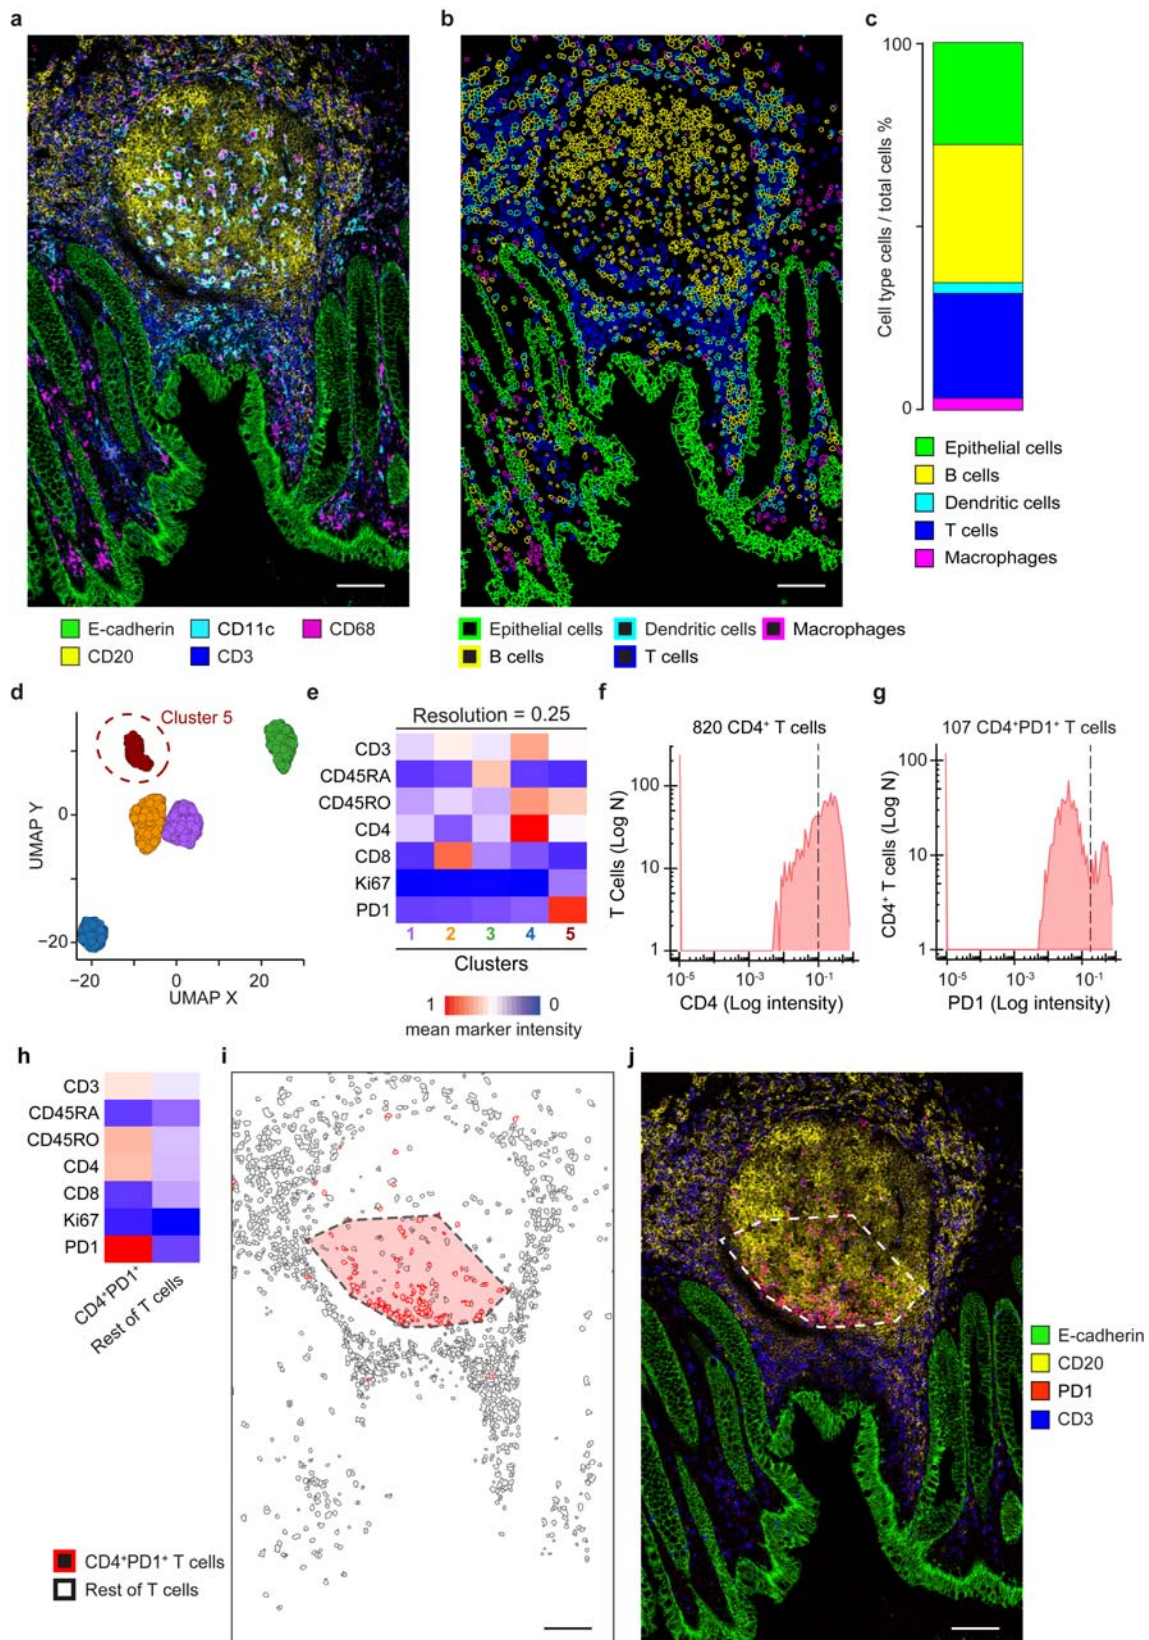 a
b
c
100
Cell type cells / total cells %
0
Epithelial cells
B cells
Dendritic cells
T cells
Macrophages
E-cadherin CD11c CD68
CD20 CD3
Epithelial cells Dendritic cells Macrophages
B cells T cells
d
Cluster 5
UMAP Y
0
−20
−20 0 20
UMAP X
e
Resolution = 0.25
CD3
CD45RA
CD45RO
CD4
CD8
Ki67
PD1
1 2 3 4 5
Clusters
1 0
mean marker intensity
f
820 CD4⁺ T cells
T Cells (Log N)
100
10
1
10⁻⁵ 10⁻³ 10⁻¹
CD4 (Log intensity)
g
107 CD4⁺PD1⁺ T cells
CD4⁺ T cells (Log N)
100
10
1
10⁻⁵ 10⁻³ 10⁻¹
PD1 (Log intensity)
h
CD3
CD45RA
CD45RO
CD4
CD8
Ki67
PD1
CD4⁺PD1⁺
Rest of T cells
CD4⁺PD1⁺ T cells
Rest of T cells
i
j
E-cadherin
CD20
PD1
CD3